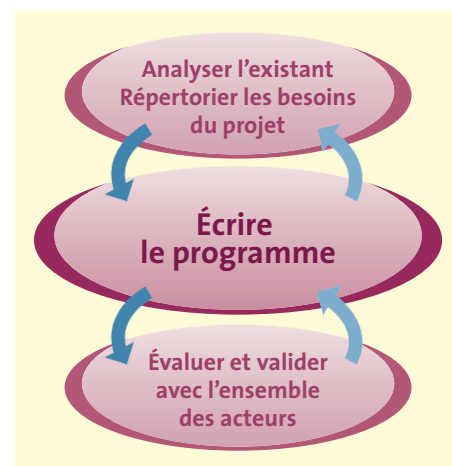 Analyser l’existant
Répertorier les besoins
du projet
Écrire
le programme
Évaluer et valider
avec l’ensemble
des acteurs